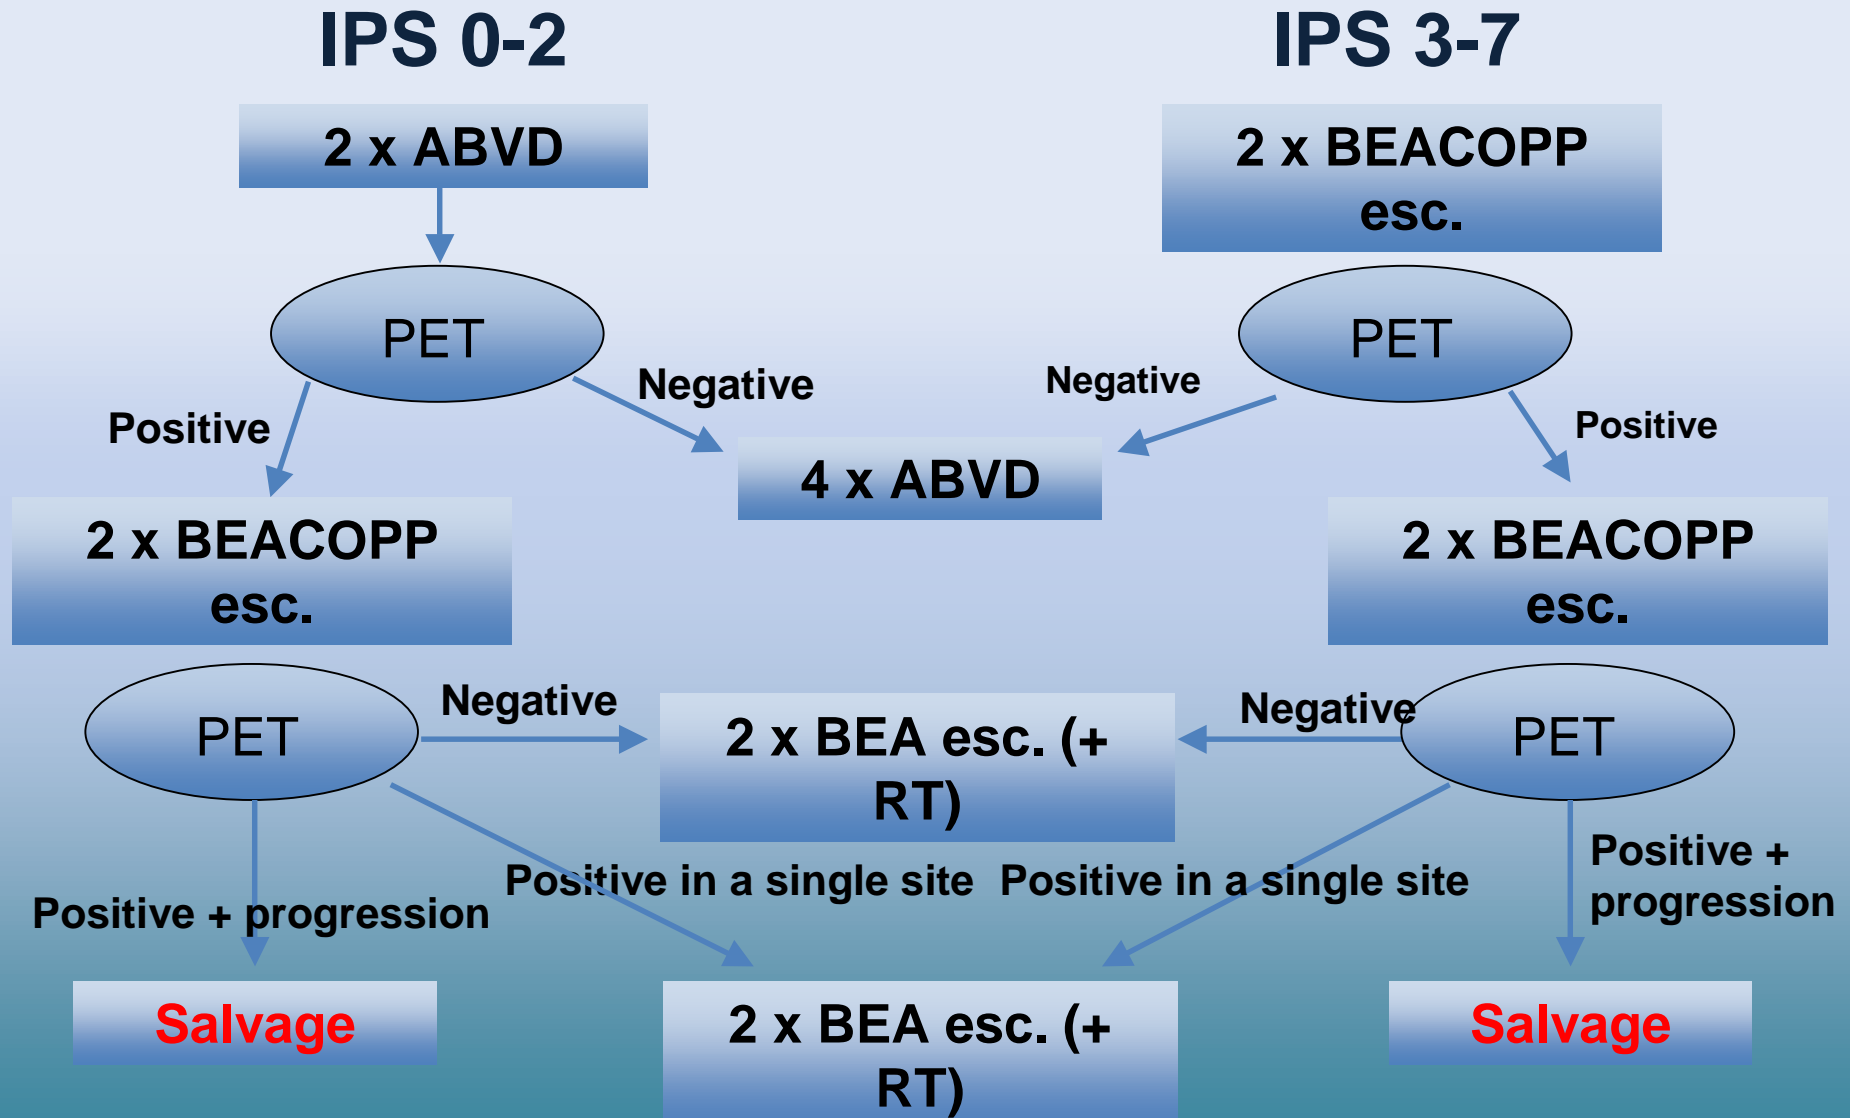 IPS 0-2
IPS 3-7
2 x ABVD
2 x BEACOPP
esc.
PET
PET
Negative
Negative
Positive
Positive
4 x ABVD
2 x BEACOPP
esc.
2 x BEACOPP
esc.
PET
Negative
2 x BEA esc. (+
RT)
Negative
PET
Positive + progression
Positive in a single site
Positive in a single site
Positive +
progression
Salvage
2 x BEA esc. (+
RT)
Salvage